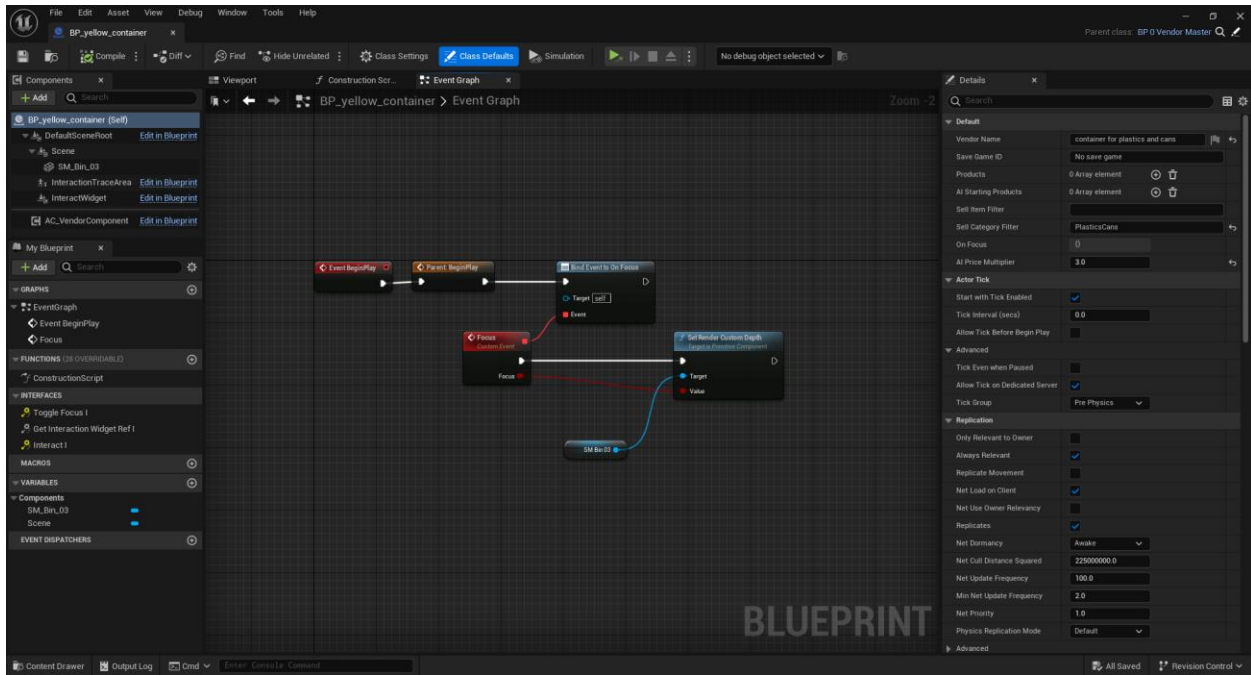 File Edit Asset View Debug Window Tools Help
BP_yellow_container
Parent class: BP 0 Vendor Master
Compile Diff Find Hide Unrelated Class Settings Class Defaults Simulation No debug object selected
Components
+ Add Search
BP_yellow_container (Self)
DefaultSceneRoot Edit in Blueprint
Scene
SM_Bin_03
InteractionTraceArea Edit in Blueprint
InteractWidget Edit in Blueprint
AC_VendorComponent Edit in Blueprint
My Blueprint
+ Add Search
GRAPHS
EventGraph
Event BeginPlay
Focus
FUNCTIONS (28 OVERRIDABLE)
ConstructionScript
INTERFACES
Toggle Focus I
Get Interaction Widget Ref I
Interact I
MACROS
VARIABLES
Components
SM_Bin_03
Scene
EVENT DISPATCHERS
Viewport Construction Scr... Event Graph
BP_yellow_container > Event Graph Zoom -2
Event BeginPlay
Parent: BeginPlay
Bind Event to On Focus
Target self
Event
Focus
Custom Event
Focus
Set Render Custom Depth
Target is Primitive Component
Target
Value
SM Bin 03
BLUEPRINT
Details
Search
Default
Vendor Name container for plastics and cans
Save Game ID No save game
Products 0 Array element
AI Starting Products 0 Array element
Sell Item Filter
Sell Category Filter PlasticsCans
On Focus ()
AI Price Multiplier 3.0
Actor Tick
Start with Tick Enabled
Tick Interval (secs) 0.0
Allow Tick Before Begin Play
Advanced
Tick Even when Paused
Allow Tick on Dedicated Server
Tick Group Pre Physics
Replication
Only Relevant to Owner
Always Relevant
Replicate Movement
Net Load on Client
Net Use Owner Relevancy
Replicates
Net Dormancy Awake
Net Cull Distance Squared 225000000.0
Net Update Frequency 100.0
Min Net Update Frequency 2.0
Net Priority 1.0
Physics Replication Mode Default
Advanced
Content Drawer Output Log Cmd Enter Console Command All Saved Revision Control